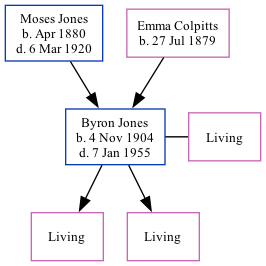 Moses Jones
b. Apr 1880
d. 6 Mar 1920
Emma Colpitts
b. 27 Jul 1879
Byron Jones
b. 4 Nov 1904
d. 7 Jan 1955
Living
Living
Living